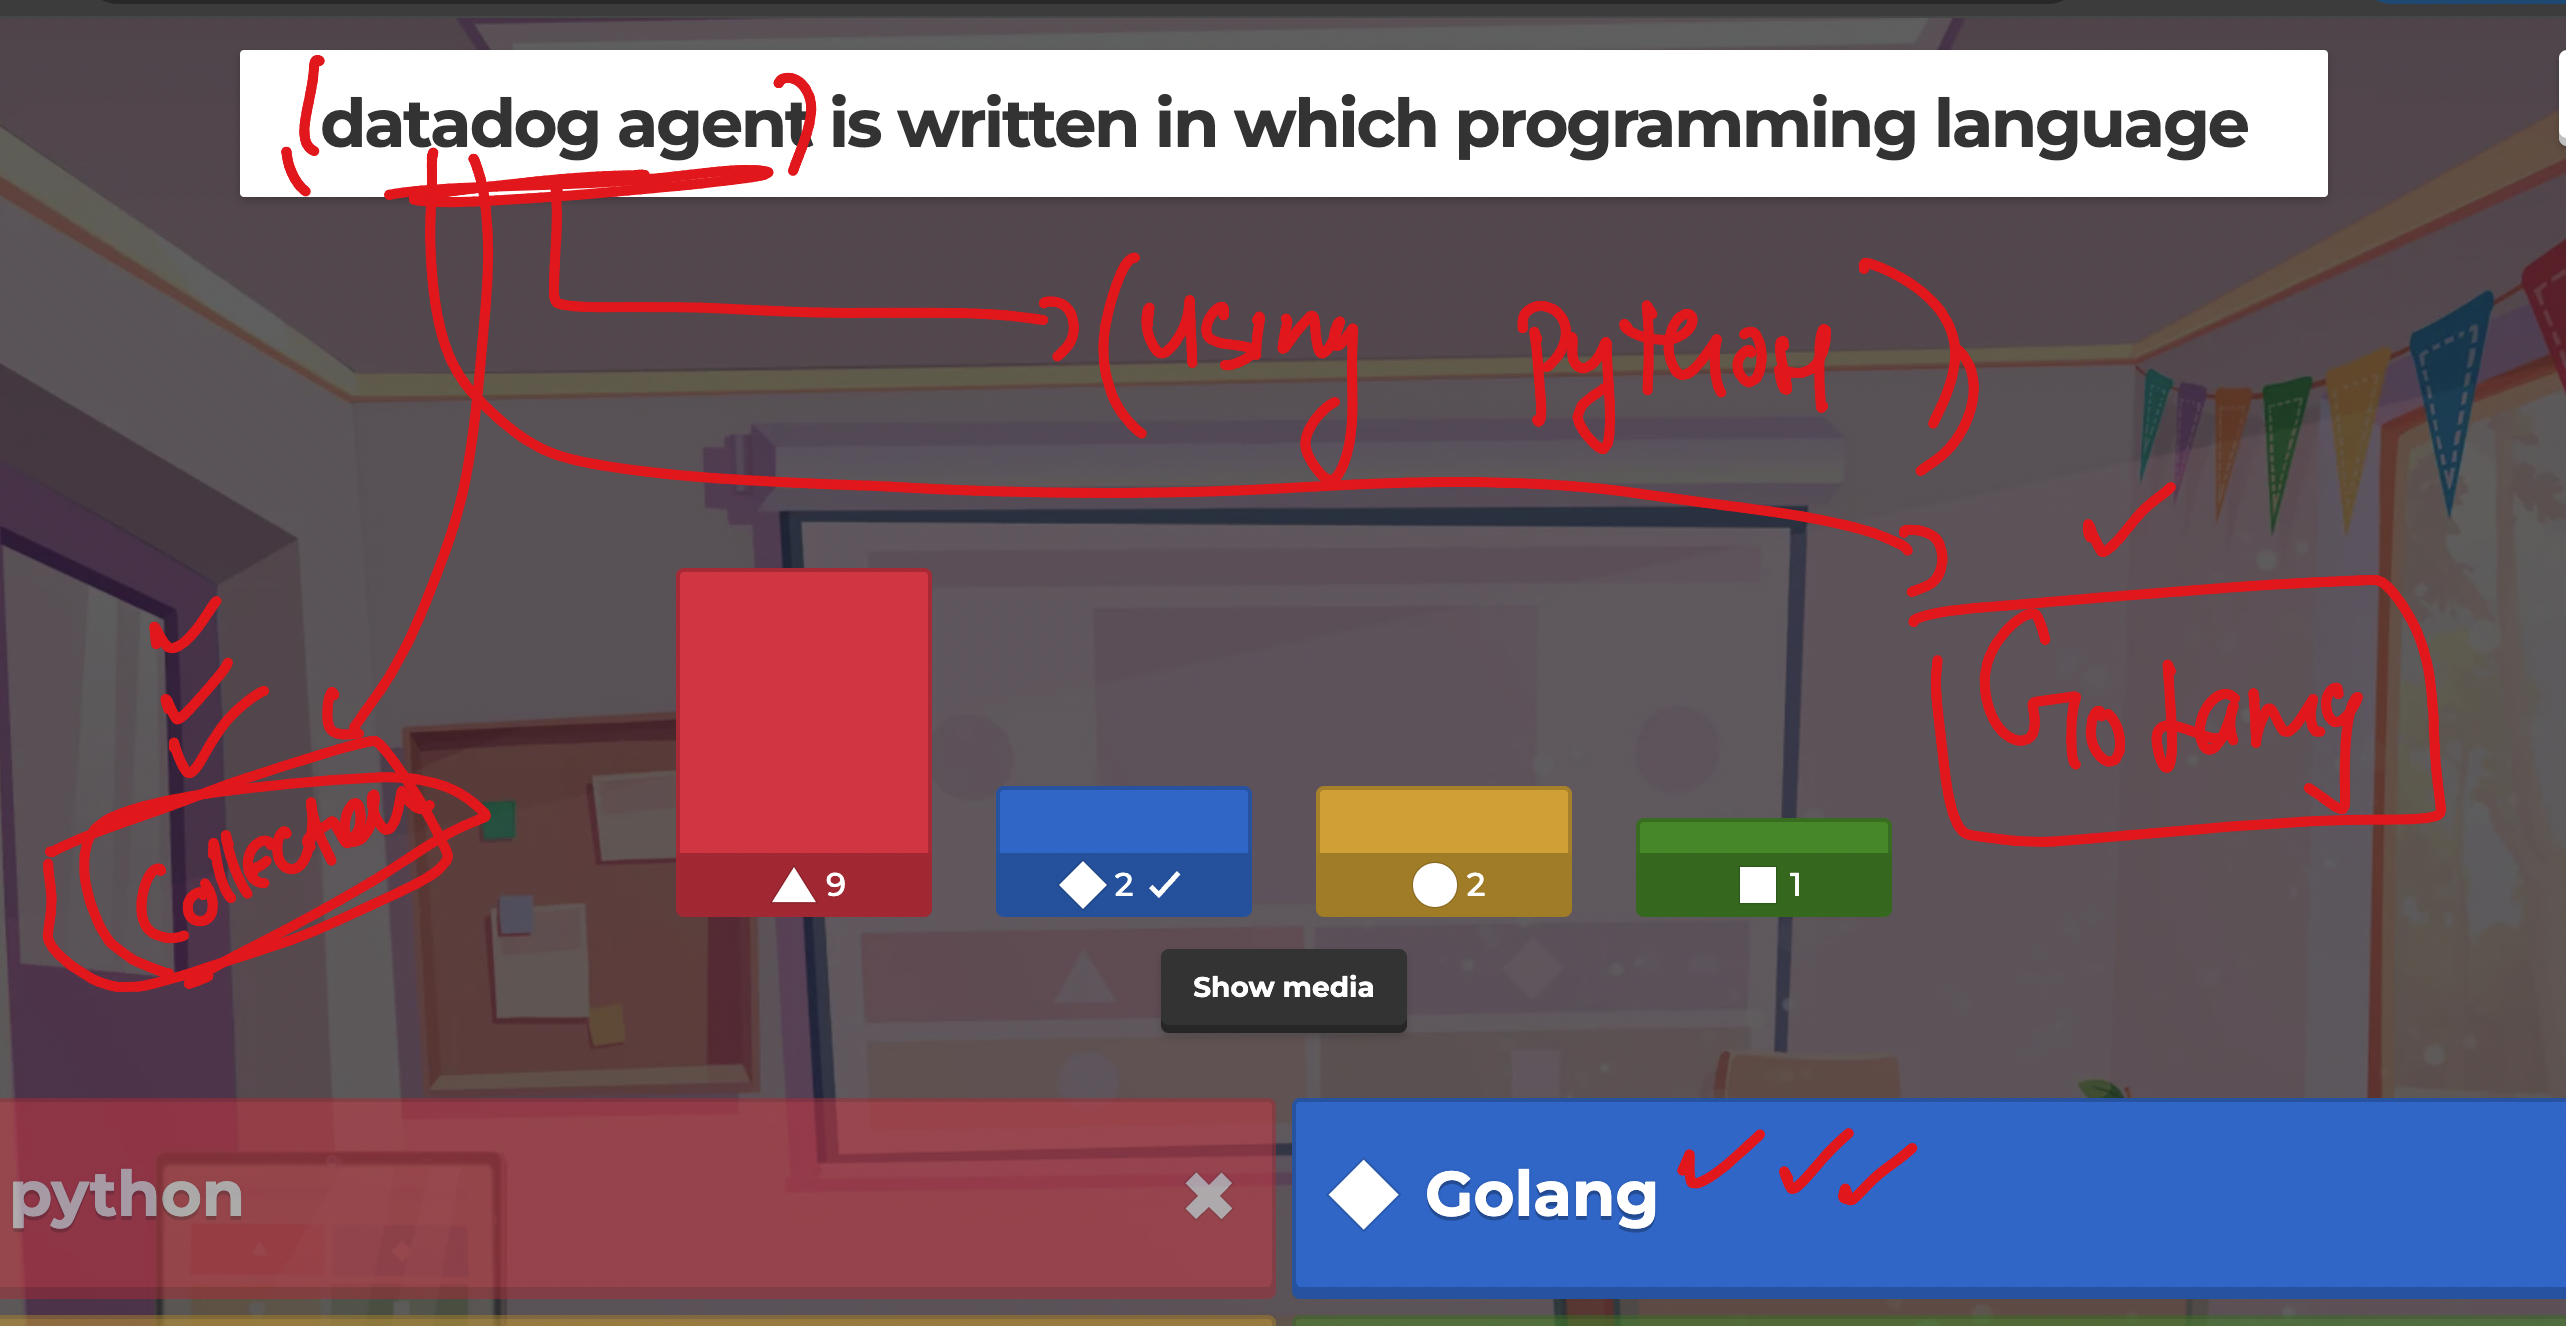 datadog agent is written in which programming language
(using Python)
Golang
Collector
9
2
2
1
Show media
python
Golang